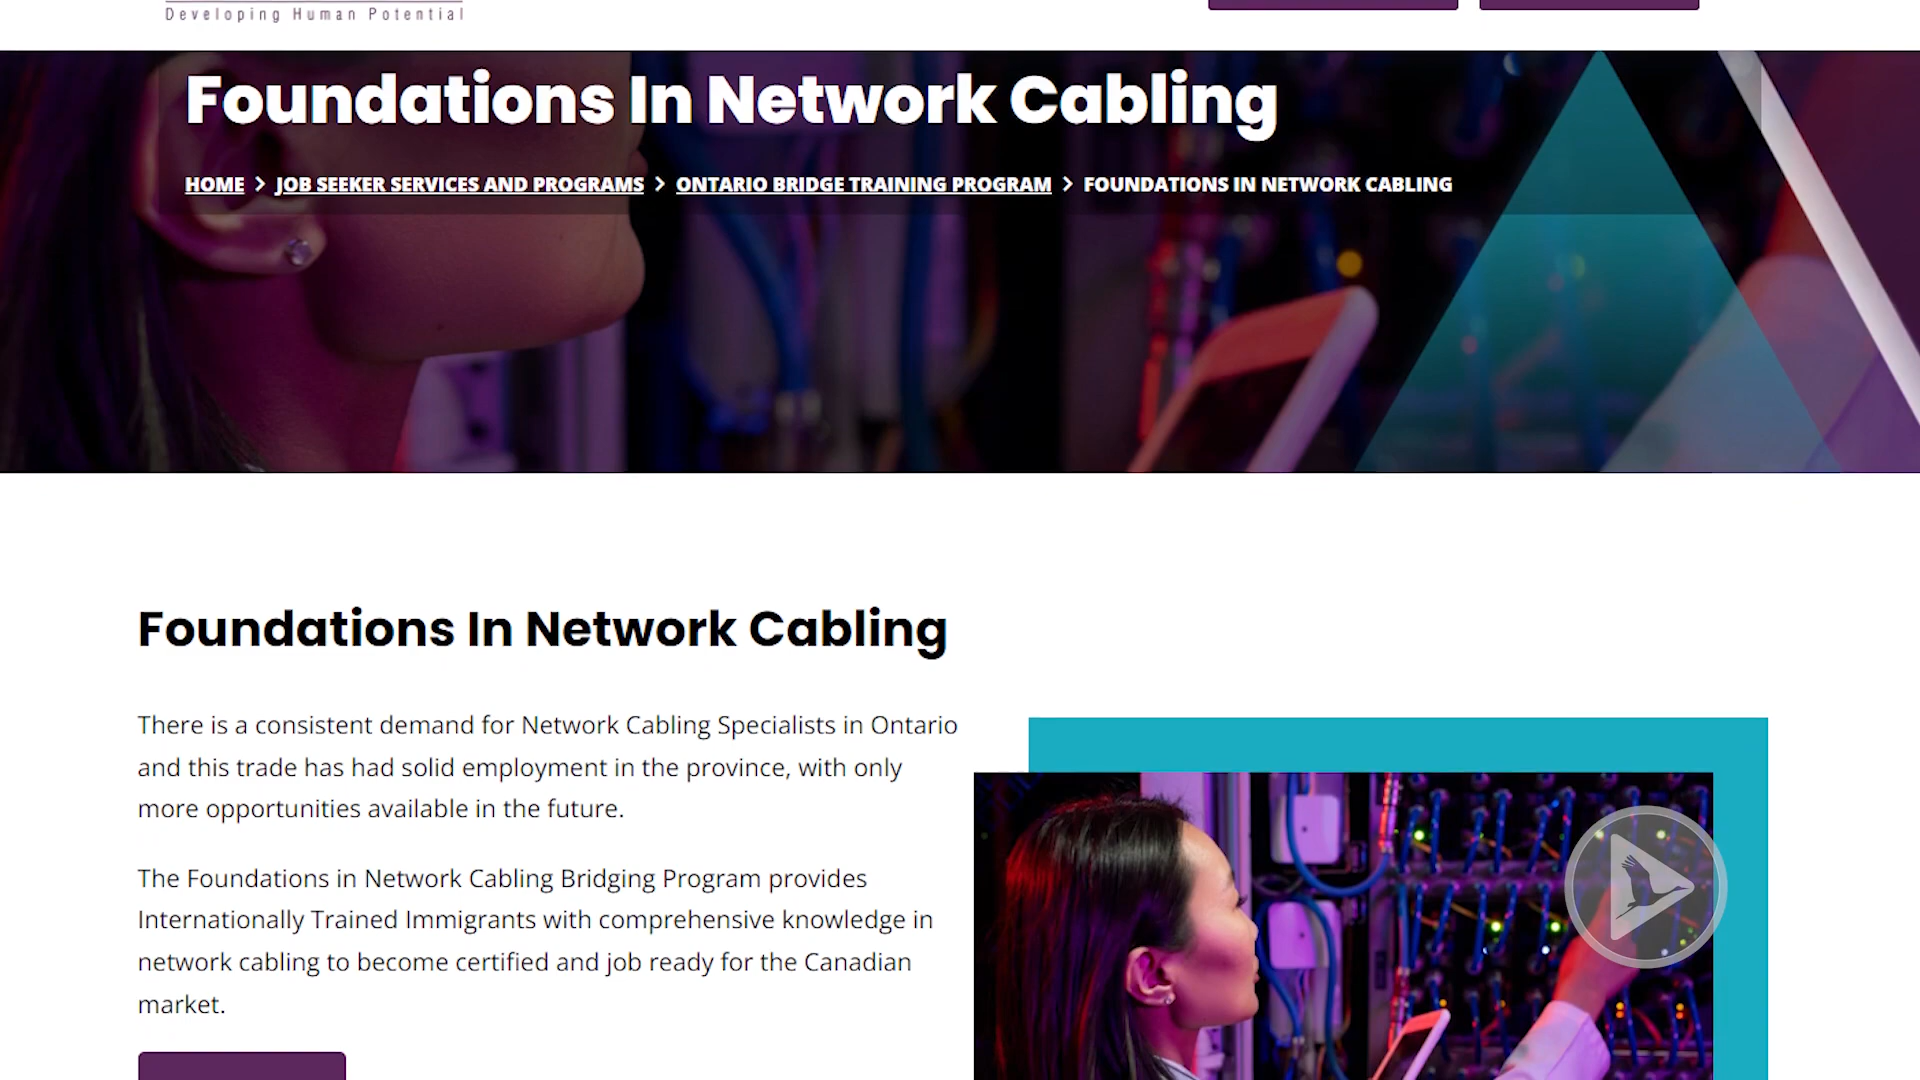 Developing Human Potential
Foundations In Network Cabling
HOME > JOB SEEKER SERVICES AND PROGRAMS > ONTARIO BRIDGE TRAINING PROGRAM > FOUNDATIONS IN NETWORK CABLING
Foundations In Network Cabling
There is a consistent demand for Network Cabling Specialists in Ontario
and this trade has had solid employment in the province, with only
more opportunities available in the future.
The Foundations in Network Cabling Bridging Program provides
Internationally Trained Immigrants with comprehensive knowledge in
network cabling to become certified and job ready for the Canadian
market.